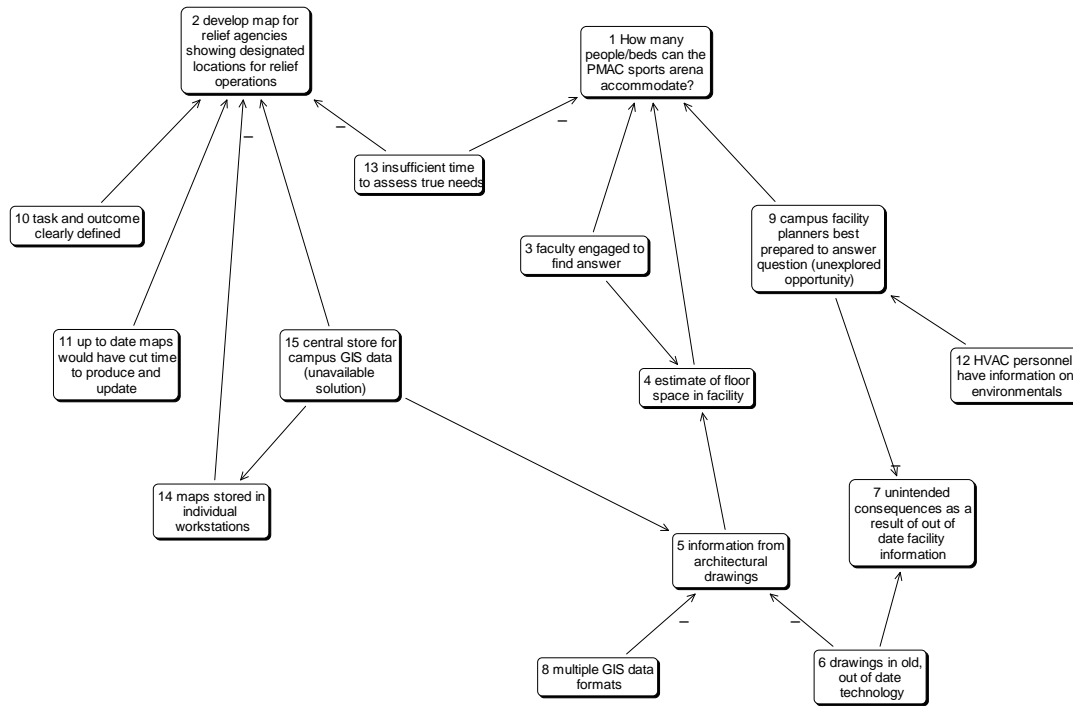 2 develop map for
relief agencies
showing designated
locations for relief
operations
1 How many
people/beds can the
PMAC sports arena
accommodate?
13 insufficient time
to assess true needs
10 task and outcome
clearly defined
3 faculty engaged to
find answer
9 campus facility
planners best
prepared to answer
question (unexplored
opportunity)
11 up to date maps
would have cut time
to produce and
update
15 central store for
campus GIS data
(unavailable
solution)
12 HVAC personnel
have information on
environmentals
4 estimate of floor
space in facility
14 maps stored in
individual
workstations
7 unintended
consequences as a
result of out of
date facility
information
5 information from
architectural
drawings
8 multiple GIS data
formats
6 drawings in old,
out of date
technology